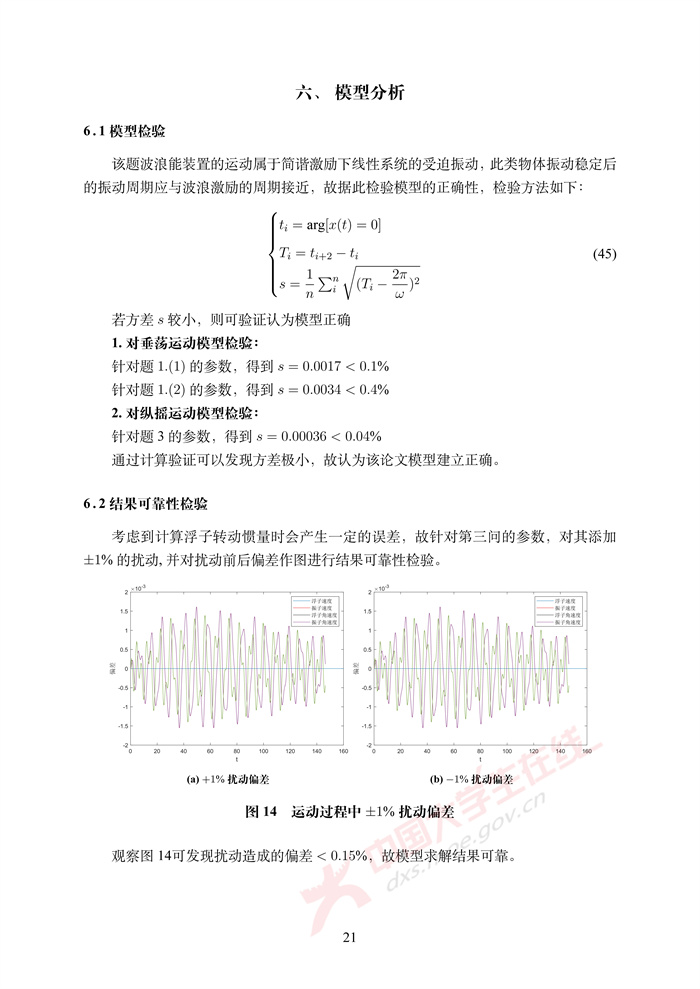 六、 模型分析
6.1 模型检验
该题波浪能装置的运动属于简谐激励下线性系统的受迫振动，此类物体振动稳定后
的振动周期应与波浪激励的周期接近，故据此检验模型的正确性，检验方法如下：
t_i = arg[x(t) = 0]
T_i = t_{i+2} − t_i
s = \frac{1}{n} ∑_i^n \sqrt{(T_i − \frac{2π}{ω})^2}
(45)
若方差 s 较小，则可验证认为模型正确
1. 对垂荡运动模型检验：
针对题 1.(1) 的参数，得到 s = 0.0017 < 0.1%
针对题 1.(2) 的参数，得到 s = 0.0034 < 0.4%
2. 对纵摇运动模型检验：
针对题 3 的参数，得到 s = 0.00036 < 0.04%
通过计算验证可以发现方差极小，故认为该论文模型建立正确。
6.2 结果可靠性检验
考虑到计算浮子转动惯量时会产生一定的误差，故针对第三问的参数，对其添加
±1% 的扰动, 并对扰动前后偏差作图进行结果可靠性检验。
×10⁻³
2
1.5
1
0.5
0
-0.5
-1
-1.5
-2
偏差
0 20 40 60 80 100 120 140 160
t
浮子速度
振子速度
浮子角速度
振子角速度
(a) +1% 扰动偏差
×10⁻³
2
1.5
1
0.5
0
-0.5
-1
-1.5
-2
偏差
0 20 40 60 80 100 120 140 160
t
浮子速度
振子速度
浮子角速度
振子角速度
(b) −1% 扰动偏差
图 14 运动过程中 ±1% 扰动偏差
观察图 14可发现扰动造成的偏差 < 0.15%，故模型求解结果可靠。
中国大学生在线
dxs.moe.gov.cn
21